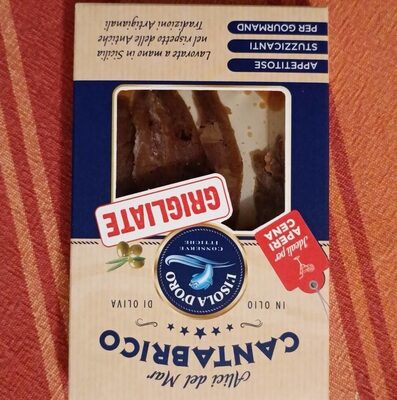 Alici del Mar
CANTABRICO
IN OLIO DI OLIVA
L'ISOLA D'ORO
CONSERVE
ITTICHE
Ideali per
APERI
CENA
GRIGLIATE
APPETITOSE
STUZZICANTI
PER GOURMAND
Lavorate a mano in Sicilia
nel rispetto delle Antiche
Tradizioni Artigianali